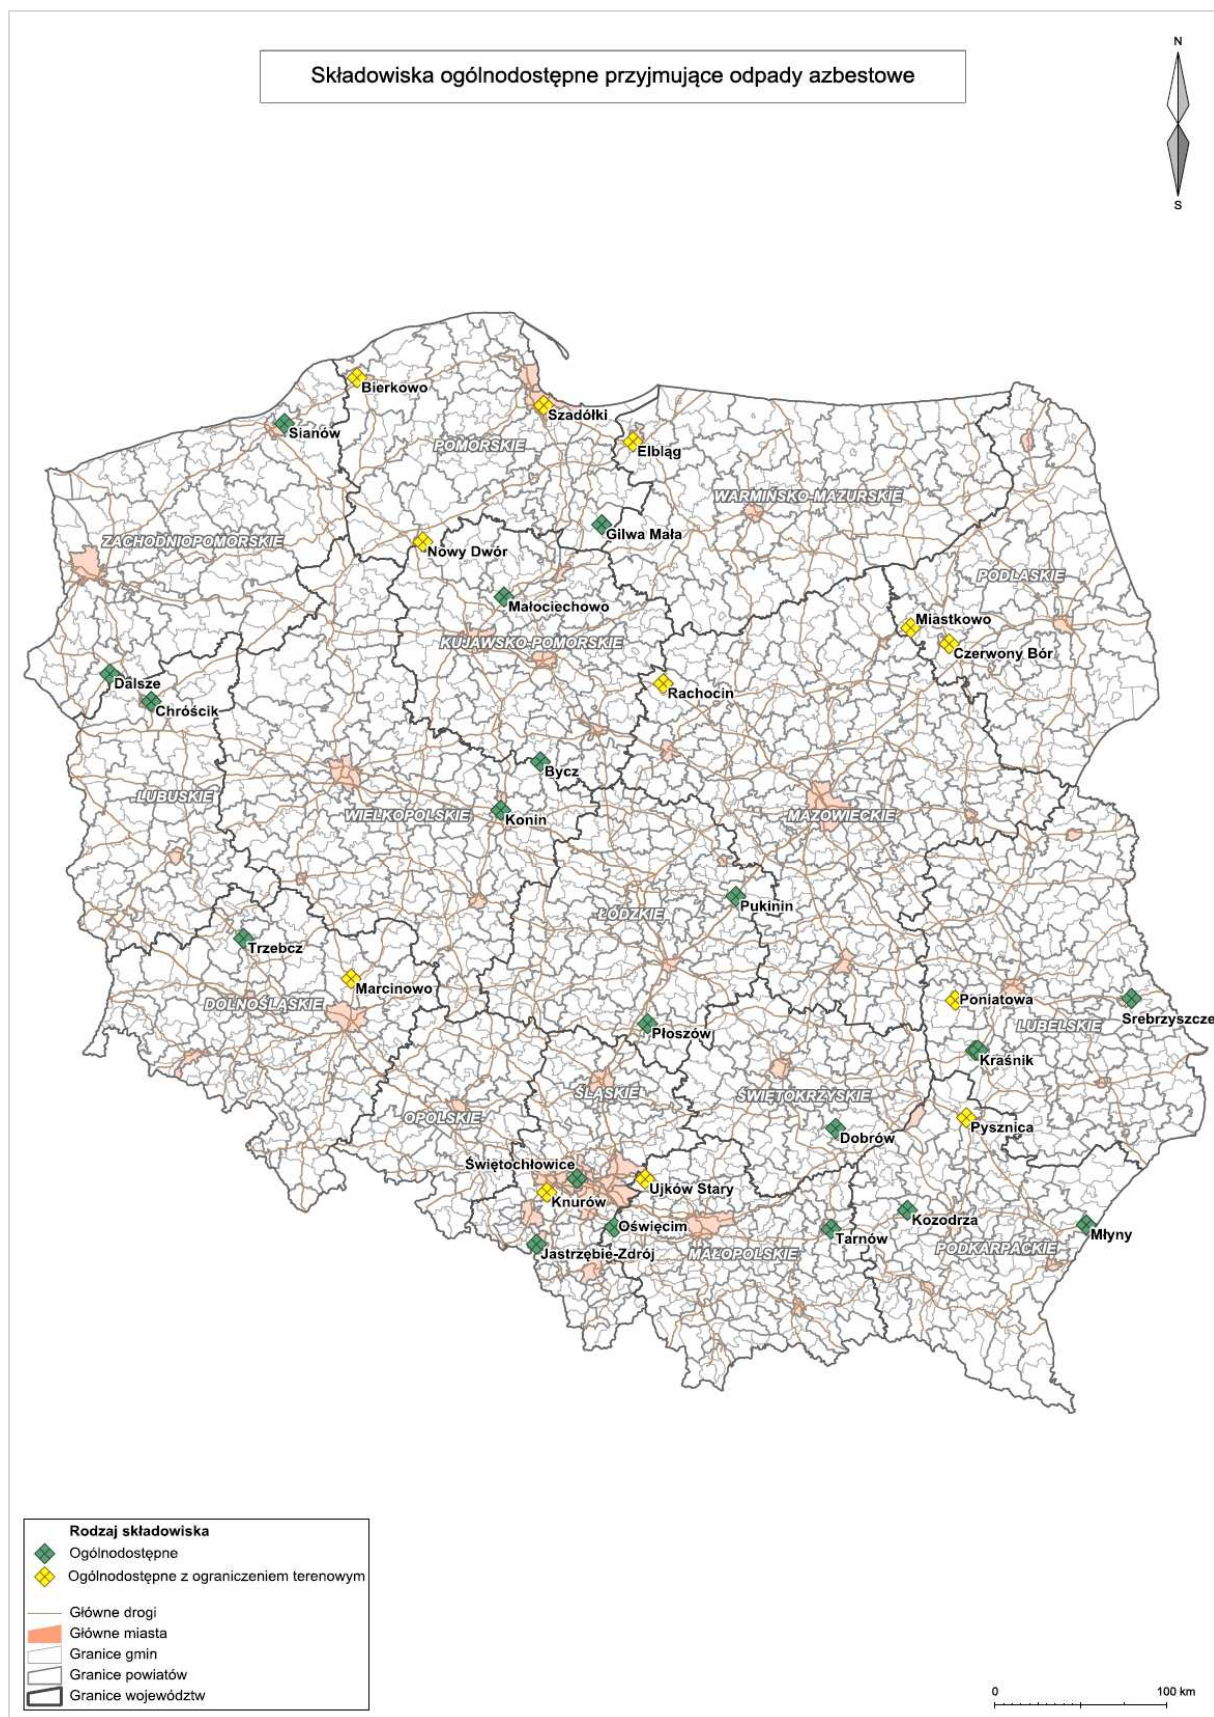 N
Składowiska ogólnodostępne przyjmujące odpady azbestowe
S
Bierkowo
Szadółki
Sianów
POMORSKIE
Elbląg
WARMIŃSKO-MAZURSKIE
Gilwa Mała
ZACHODNIOPOMORSKIE
Nowy Dwór
PODLASKIE
Małociechowo
Miastkowo
KUJAWSKO-POMORSKIE
Czerwony Bór
Dalsze
Rachocin
Chróścik
Bycz
LUBUSKIE
WIELKOPOLSKIE
Konin
MAZOWIECKIE
Pukinin
ŁÓDZKIE
Trzebcz
Marcinowo
DOLNOŚLĄSKIE
Poniatowa
Srebrzyszcze
LUBELSKIE
Płoszów
Kraśnik
ŚLĄSKIE
ŚWIĘTOKRZYSKIE
OPOLSKIE
Pysznica
Dobrów
Świętochłowice
Ujków Stary
Knurów
Kozodrza
Oświęcim
Tarnów
Młyny
Jastrzębie-Zdrój
MAŁOPOLSKIE
PODKARPACKIE
Rodzaj składowiska
Ogólnodostępne
Ogólnodostępne z ograniczeniem terenowym
Główne drogi
Główne miasta
Granice gmin
Granice powiatów
Granice województw
0 100 km